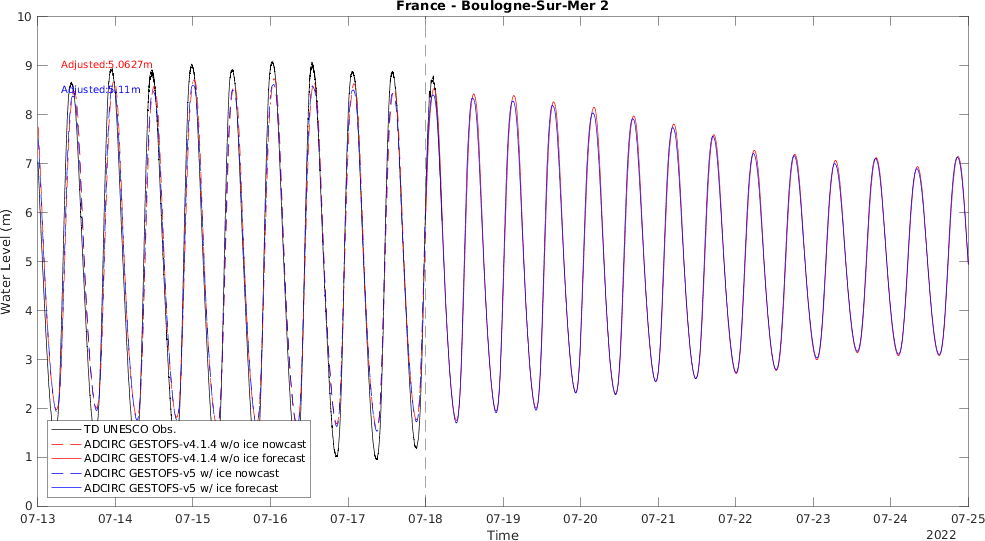 France - Boulogne-Sur-Mer 2
10
9
8
7
6
5
4
3
2
1
0
Water Level (m)
Adjusted:5.0627m
Adjusted:5.11m
TD UNESCO Obs.
ADCIRC GESTOFS-v4.1.4 w/o ice nowcast
ADCIRC GESTOFS-v4.1.4 w/o ice forecast
ADCIRC GESTOFS-v5 w/ ice nowcast
ADCIRC GESTOFS-v5 w/ ice forecast
07-13 07-14 07-15 07-16 07-17 07-18 07-19 07-20 07-21 07-22 07-23 07-24 07-25
Time
2022